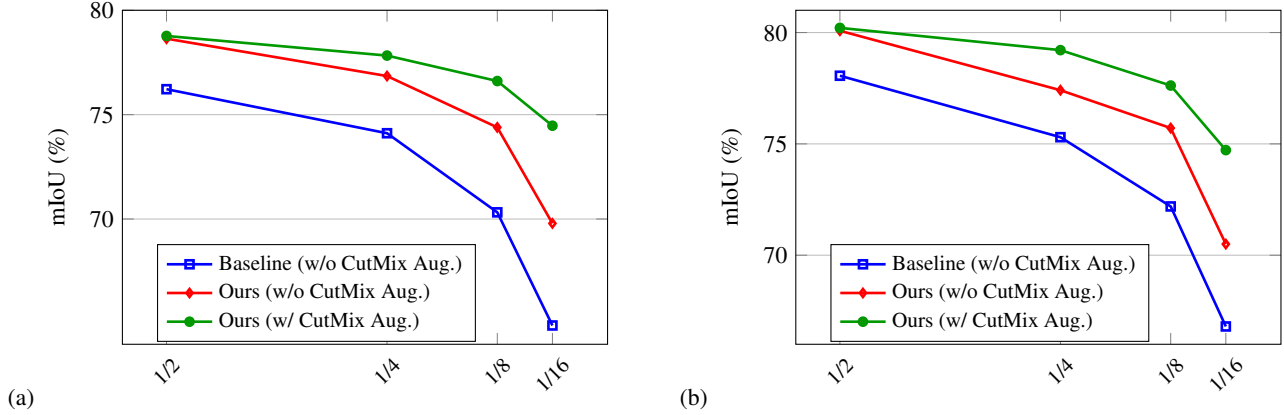 75
70
mIoU (%)
Baseline (w/o CutMix Aug.)
Ours (w/o CutMix Aug.)
Ours (w/ CutMix Aug.)
1/2
1/4
1/8
1/16
(a)
80
75
70
mIoU (%)
Baseline (w/o CutMix Aug.)
Ours (w/o CutMix Aug.)
Ours (w/ CutMix Aug.)
1/2
1/4
1/8
1/16
(b)